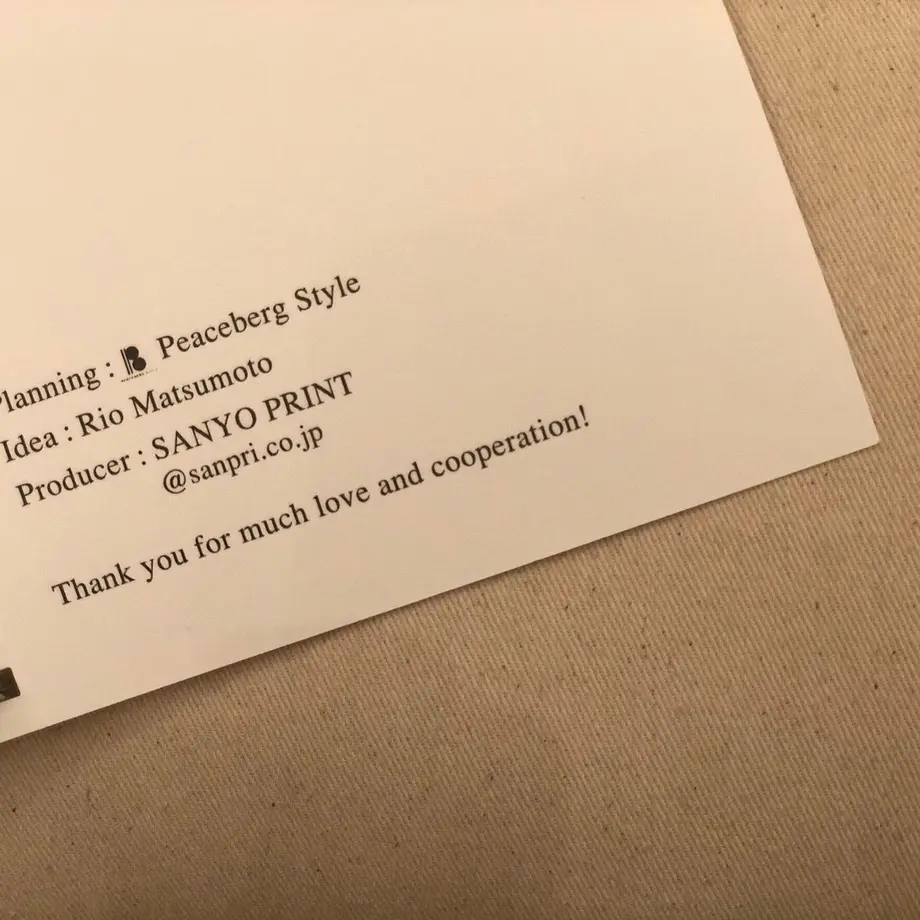 Planning : Peaceberg Style
Idea : Rio Matsumoto
Producer : SANYO PRINT
@sanpri.co.jp
Thank you for much love and cooperation!